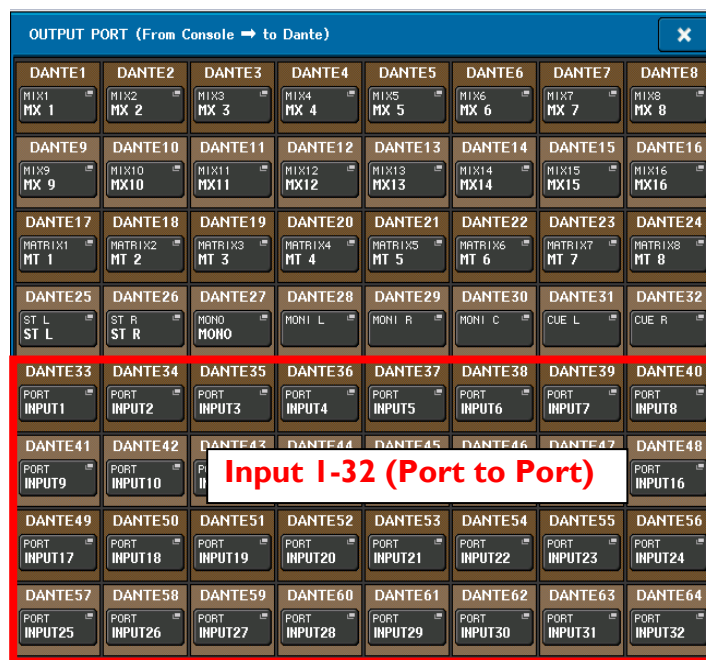 OUTPUT PORT (From Console ➡ to Dante)
DANTE1 DANTE2 DANTE3 DANTE4 DANTE5 DANTE6 DANTE7 DANTE8
MIX1 MIX2 MIX3 MIX4 MIX5 MIX6 MIX7 MIX8
MX 1 MX 2 MX 3 MX 4 MX 5 MX 6 MX 7 MX 8
DANTE9 DANTE10 DANTE11 DANTE12 DANTE13 DANTE14 DANTE15 DANTE16
MIX9 MIX10 MIX11 MIX12 MIX13 MIX14 MIX15 MIX16
MX 9 MX10 MX11 MX12 MX13 MX14 MX15 MX16
DANTE17 DANTE18 DANTE19 DANTE20 DANTE21 DANTE22 DANTE23 DANTE24
MATRIX1 MATRIX2 MATRIX3 MATRIX4 MATRIX5 MATRIX6 MATRIX7 MATRIX8
MT 1 MT 2 MT 3 MT 4 MT 5 MT 6 MT 7 MT 8
DANTE25 DANTE26 DANTE27 DANTE28 DANTE29 DANTE30 DANTE31 DANTE32
ST L ST R MONO MONI L MONI R MONI C CUE L CUE R
ST L ST R MONO
DANTE33 DANTE34 DANTE35 DANTE36 DANTE37 DANTE38 DANTE39 DANTE40
PORT PORT PORT PORT PORT PORT PORT PORT
INPUT1 INPUT2 INPUT3 INPUT4 INPUT5 INPUT6 INPUT7 INPUT8
DANTE41 DANTE42 DANTE43 DANTE44 DANTE45 DANTE46 DANTE47 DANTE48
PORT PORT PORT
INPUT9 INPUT10 INPUT16
Input 1-32 (Port to Port)
DANTE49 DANTE50 DANTE51 DANTE52 DANTE53 DANTE54 DANTE55 DANTE56
PORT PORT PORT PORT PORT PORT PORT PORT
INPUT17 INPUT18 INPUT19 INPUT20 INPUT21 INPUT22 INPUT23 INPUT24
DANTE57 DANTE58 DANTE59 DANTE60 DANTE61 DANTE62 DANTE63 DANTE64
PORT PORT PORT PORT PORT PORT PORT PORT
INPUT25 INPUT26 INPUT27 INPUT28 INPUT29 INPUT30 INPUT31 INPUT32